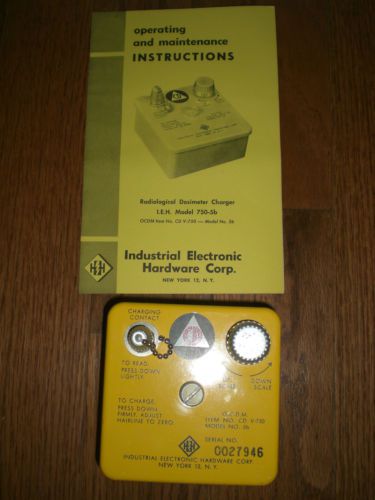 operating
and maintenance
INSTRUCTIONS
Radiological Dosimeter Charger
I.E.H. Model 750-5b
OCDM Item No. CD V-750 — Model No. 5b
Industrial Electronic
Hardware Corp.
NEW YORK 12, N. Y.
CHARGING
CONTACT
TO READ,
PRESS DOWN
LIGHTLY.
UP
SCALE
DOWN
SCALE
TO CHARGE,
PRESS DOWN
FIRMLY. ADJUST
HAIRLINE TO ZERO.
O.C.D.M.
ITEM NO. CD V-750
MODEL NO. 5b
SERIAL NO.
0027946
INDUSTRIAL ELECTRONIC HARDWARE CORP.
NEW YORK 12, N.Y.